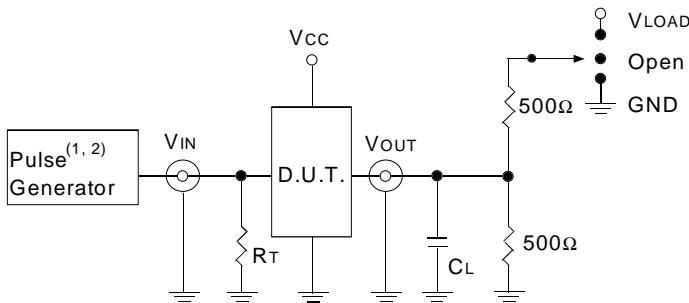 VLOAD
Open
GND
VCC
500Ω
Pulse(1, 2)
Generator
VIN
D.U.T.
VOUT
RT
CL
500Ω